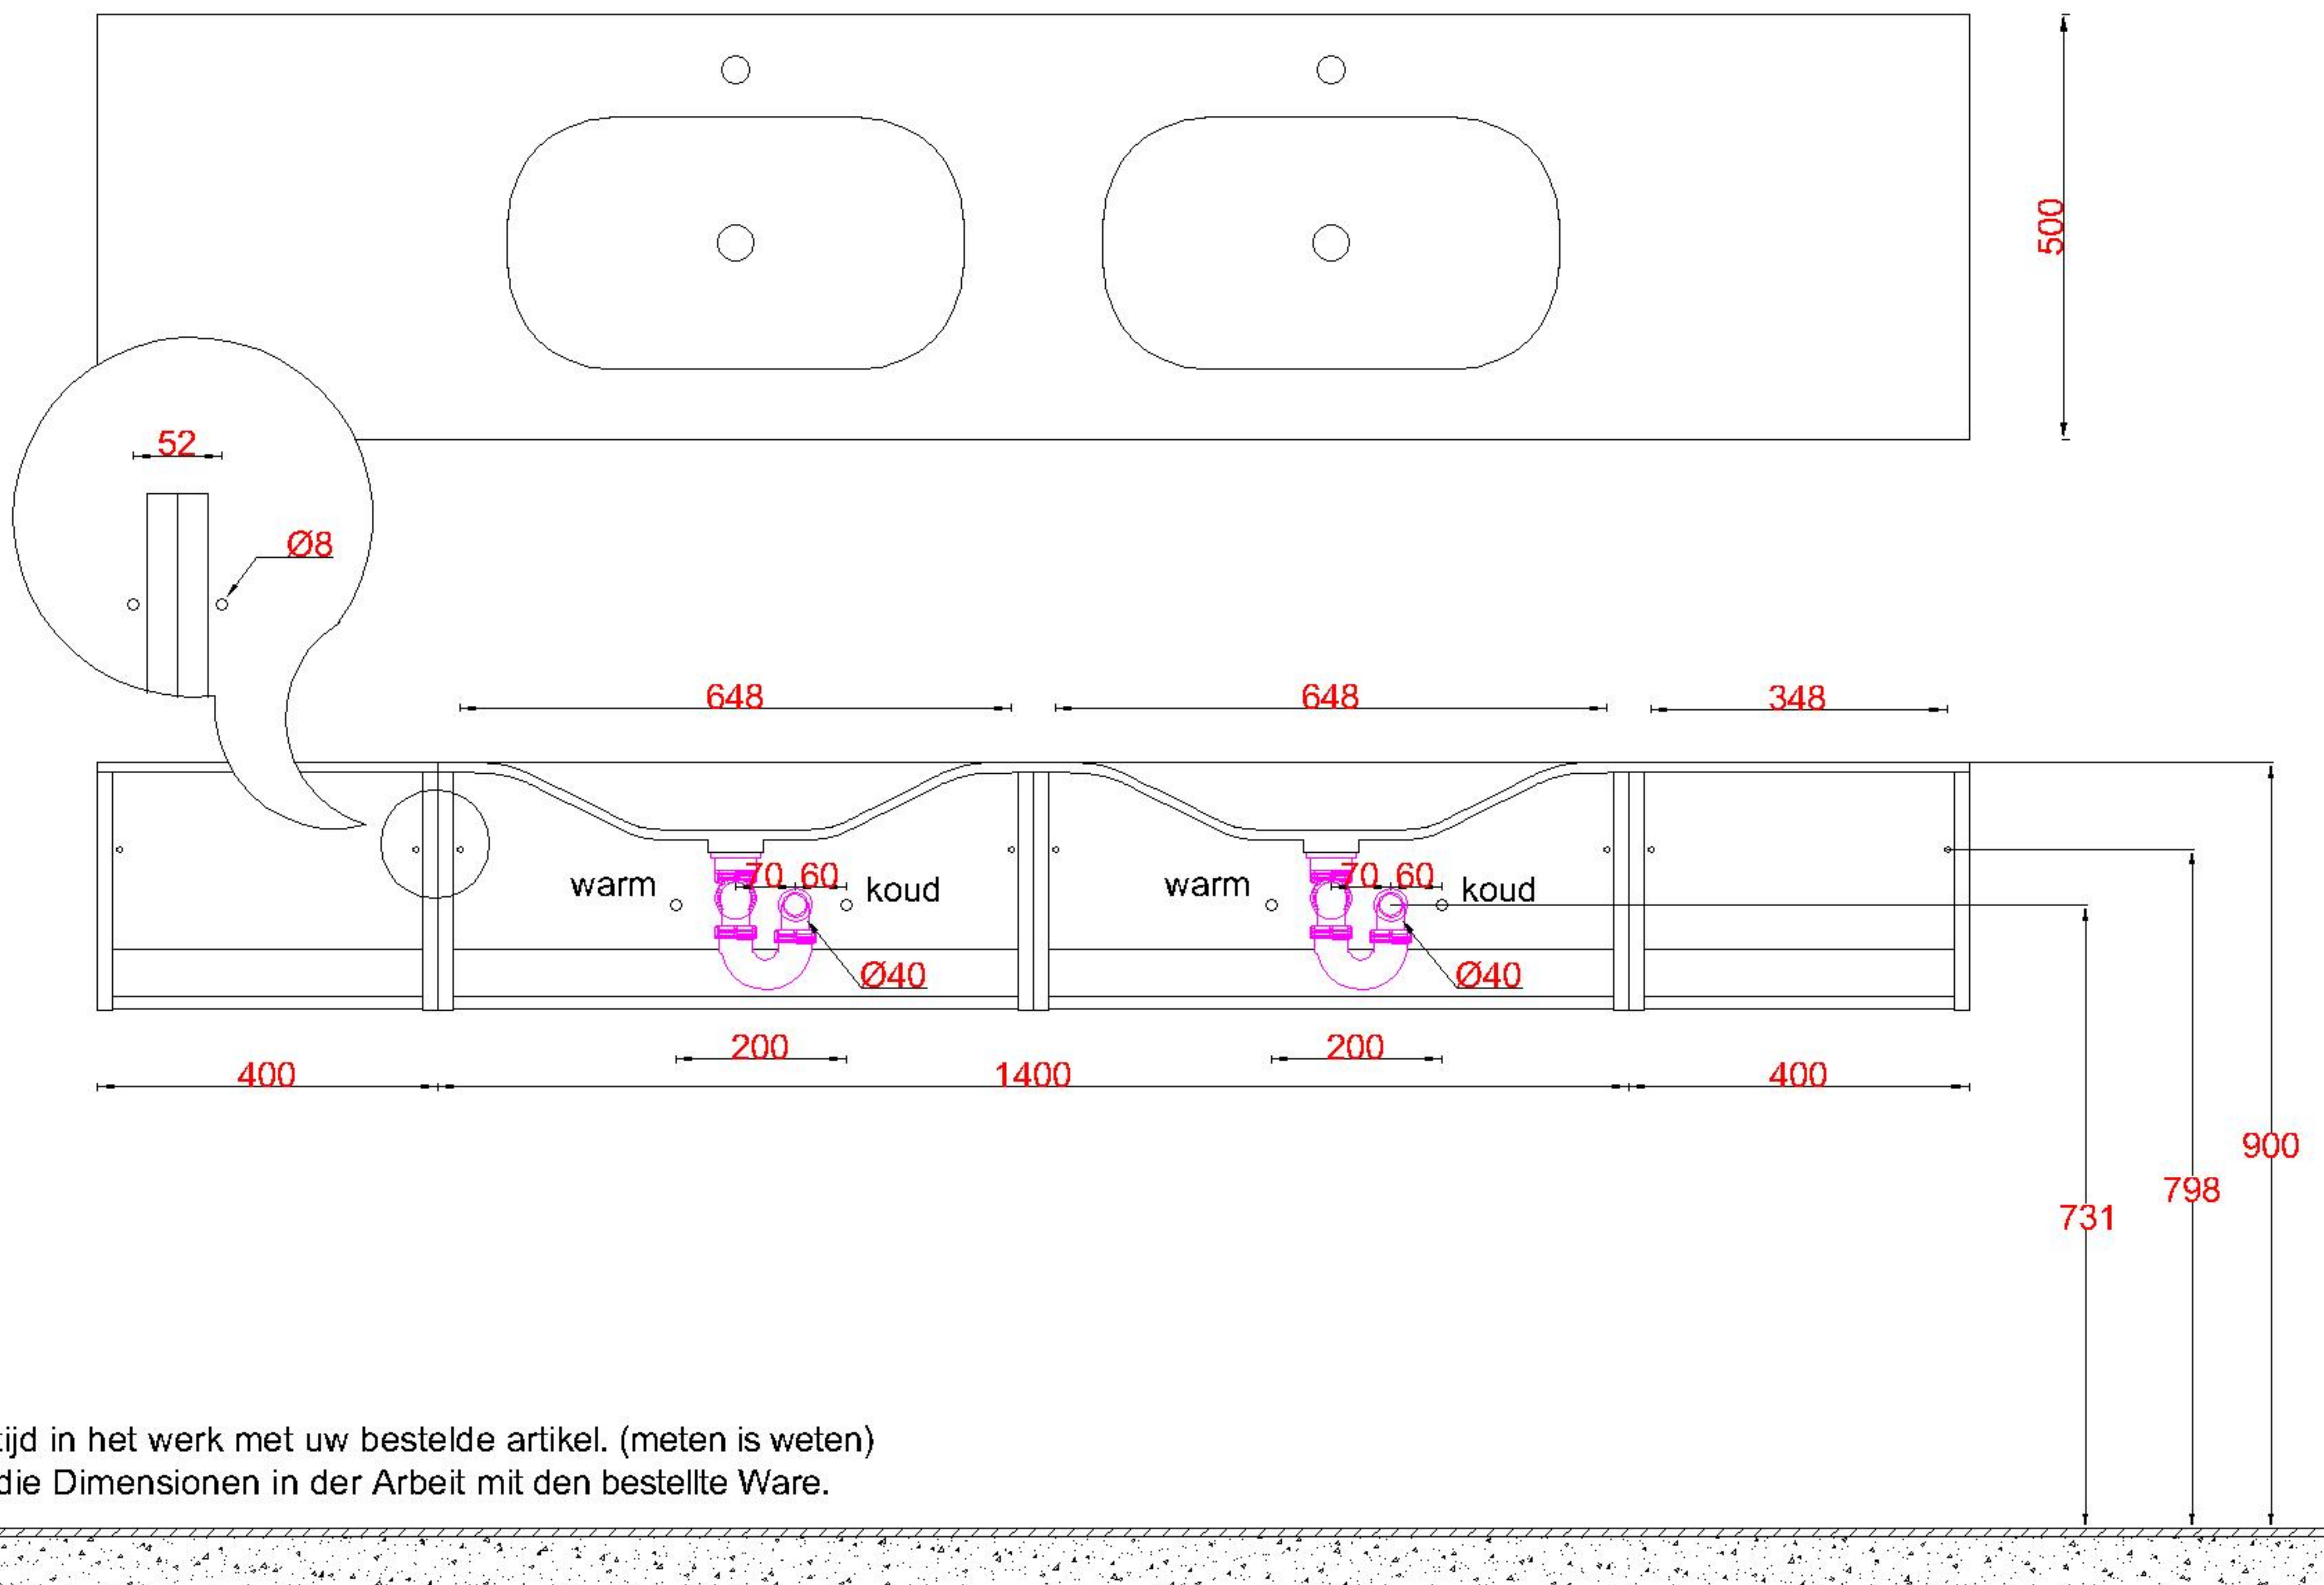 500
52
Ø8
648
648
348
70
60
warm
koud
70
60
warm
koud
Ø40
Ø40
200
200
400
1400
400
900
798
731
in het werk met uw bestelde artikel. (meten is weten)
die Dimensionen in der Arbeit mit den bestellte Ware.